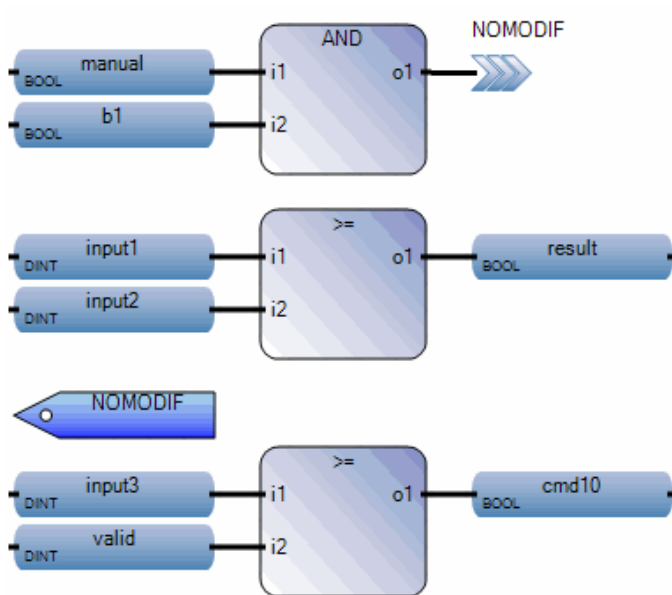 AND
NOMODIF
manual
BOOL
i1
o1
b1
BOOL
i2
>=
input1
DINT
i1
o1
result
BOOL
input2
DINT
i2
NOMODIF
>=
input3
DINT
i1
o1
cmd10
BOOL
valid
DINT
i2